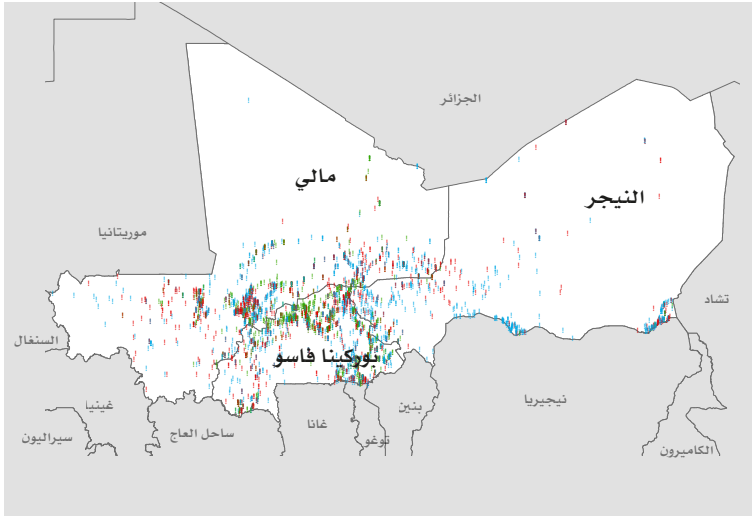 الجزائر
مالي
النيجر
موريتانيا
تشاد
السنغال
بوركينا فاسو
نيجيريا
بنين
غينيا
غانا
ساحل العاج
سيراليون
توغو
الكاميرون